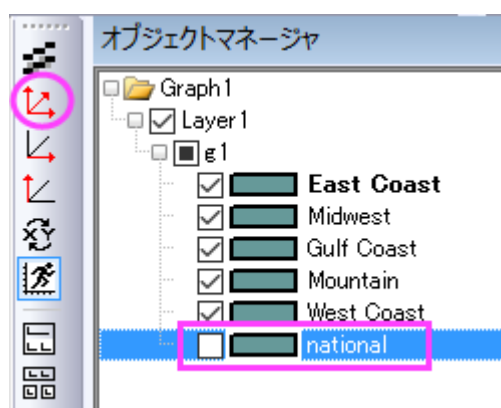 オブジェクトマネージャ
Graph1
Layer1
g1
East Coast
Midwest
Gulf Coast
Mountain
West Coast
national
XY